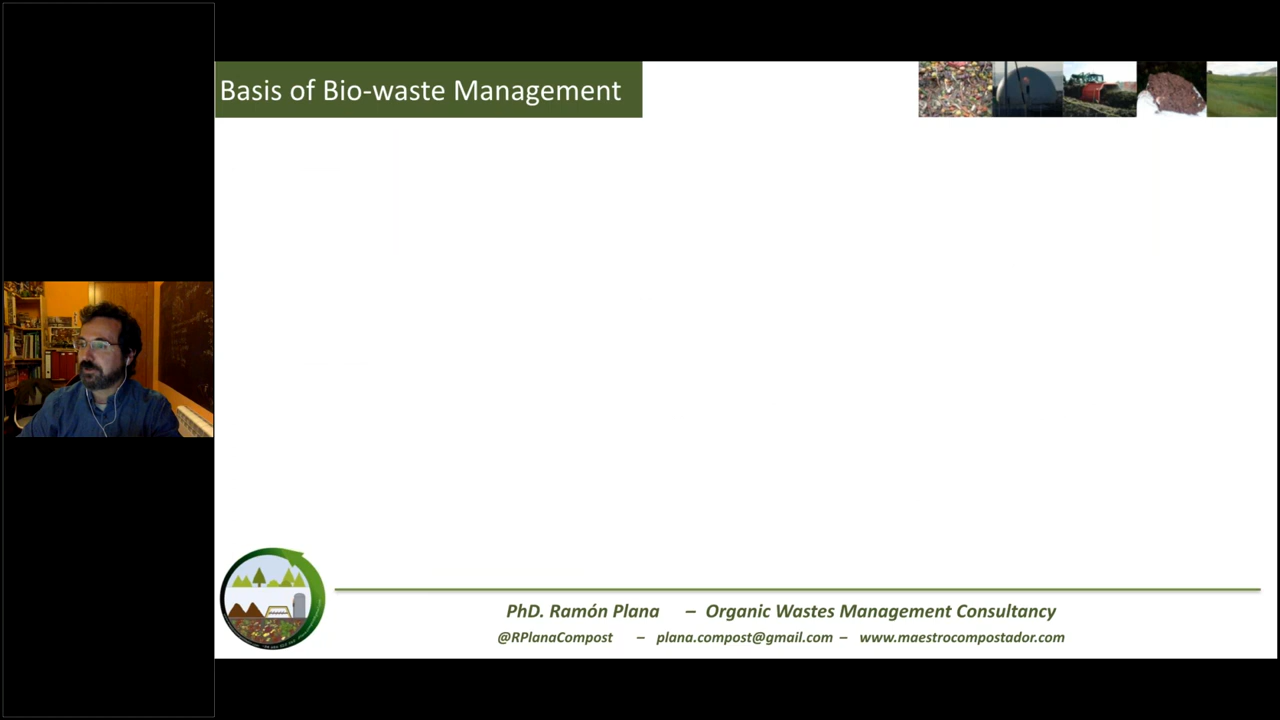 Basis of Bio-waste Management
PhD. Ramón Plana – Organic Wastes Management Consultancy
@RPlanaCompost – plana.compost@gmail.com – www.maestrocompostador.com